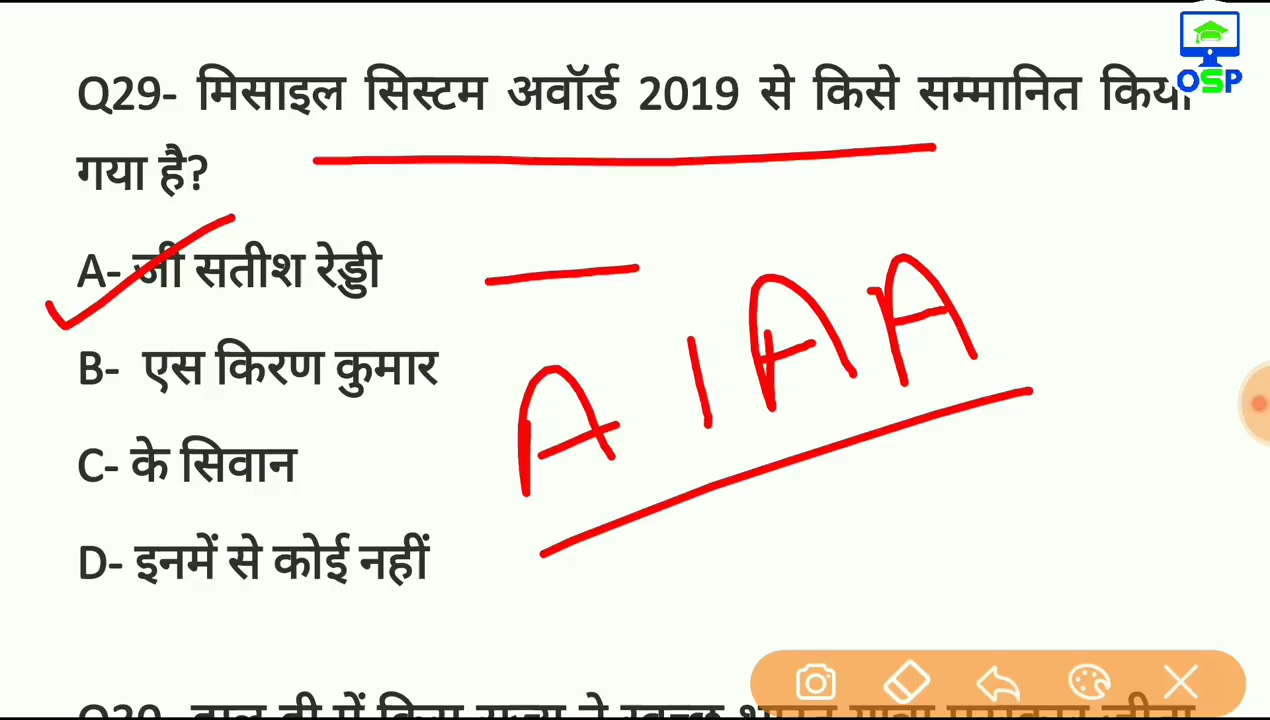 OSP
Q29- मिसाइल सिस्टम अवॉर्ड 2019 से किसे सम्मानित किया
गया है?
A- जी सतीश रेड्डी
B- एस किरण कुमार
C- के सिवान
D- इनमें से कोई नहीं
AIAA